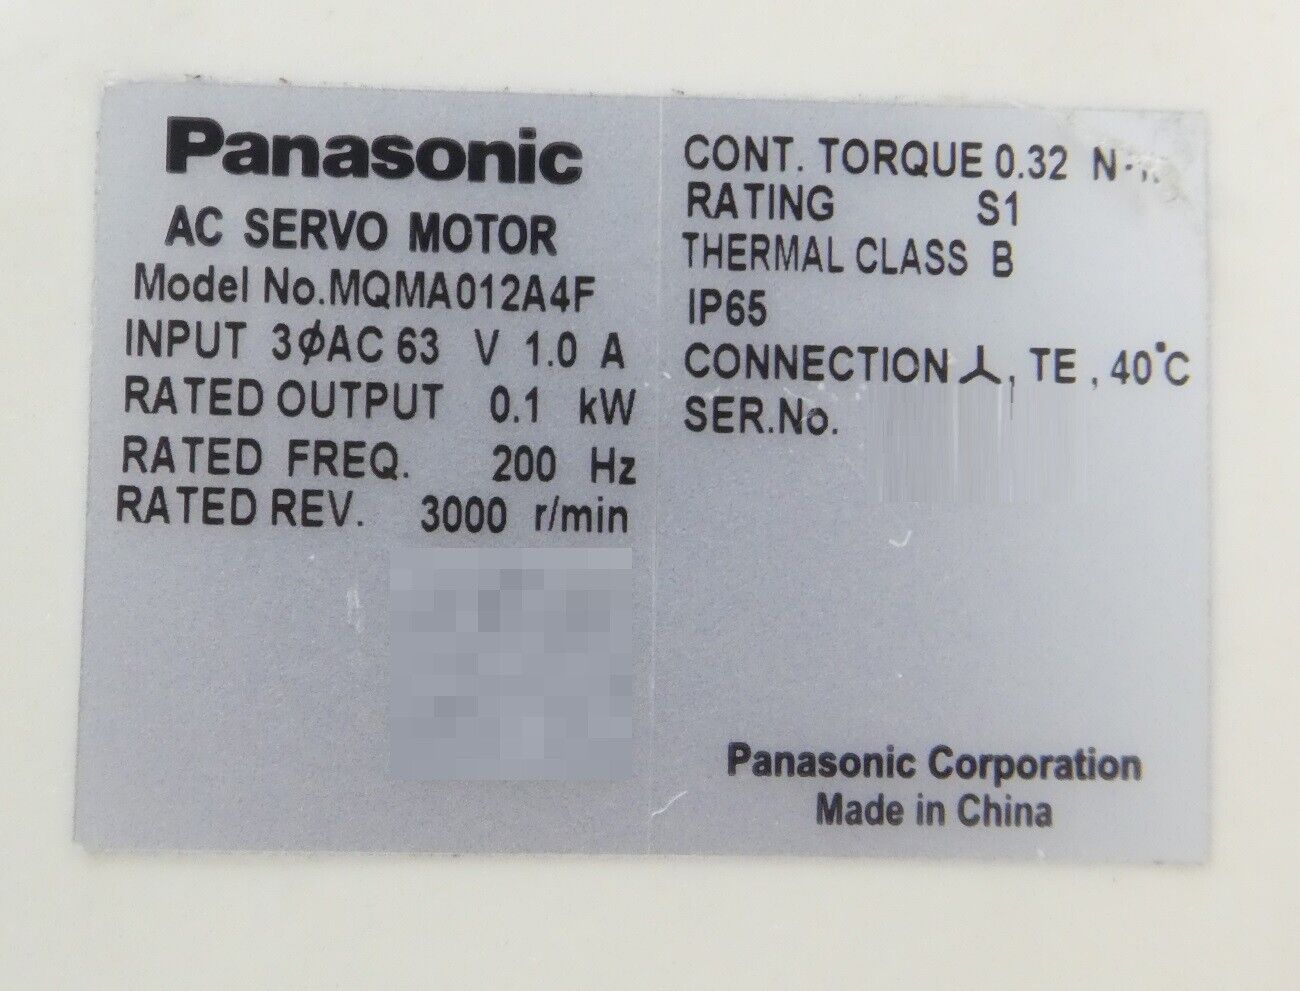 Panasonic
AC SERVO MOTOR
Model No.MQMA012A4F
INPUT 3ϕAC 63 V 1.0 A
RATED OUTPUT 0.1 kW
RATED FREQ. 200 Hz
RATED REV. 3000 r/min
CONT. TORQUE 0.32
RATING S1
THERMAL CLASS B
IP65
CONNECTION ⅄, TE , 40°C
SER.No.
Panasonic Corporation
Made in China